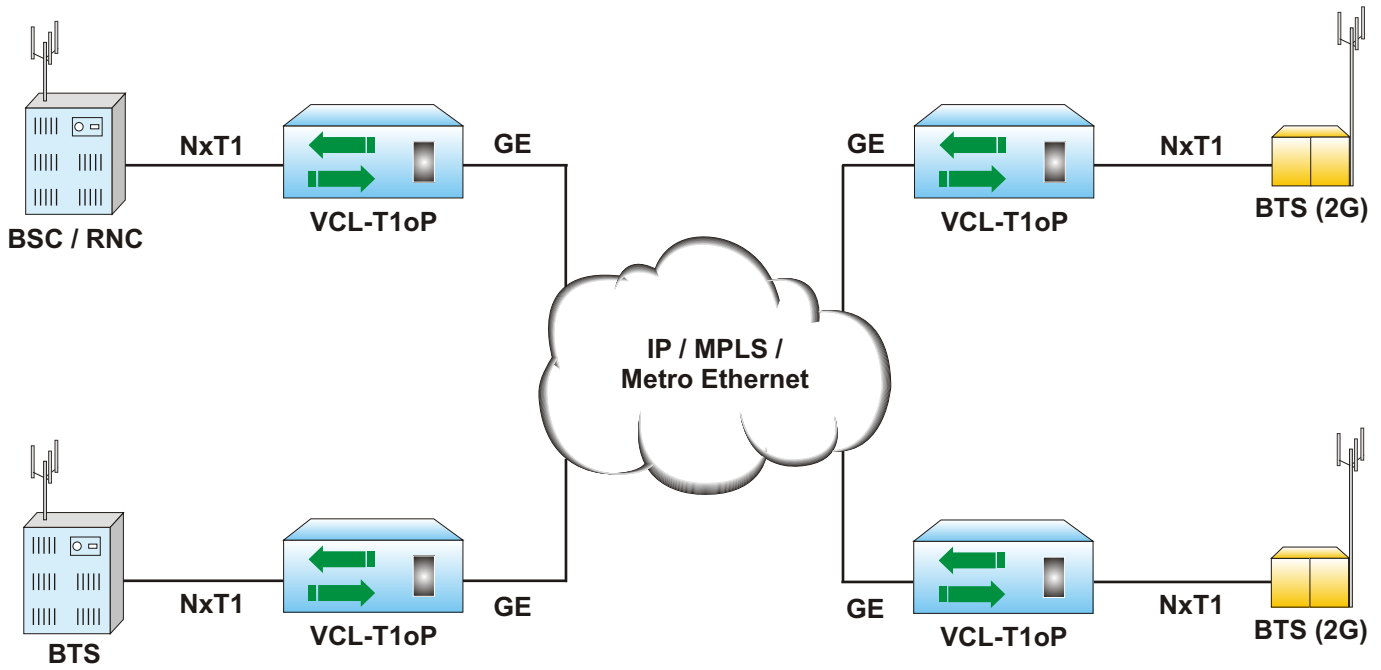 NxT1
GE
GE
NxT1
BSC / RNC
VCL-T1oP
VCL-T1oP
BTS (2G)
IP / MPLS /
Metro Ethernet
NxT1
GE
GE
NxT1
BTS
VCL-T1oP
VCL-T1oP
BTS (2G)